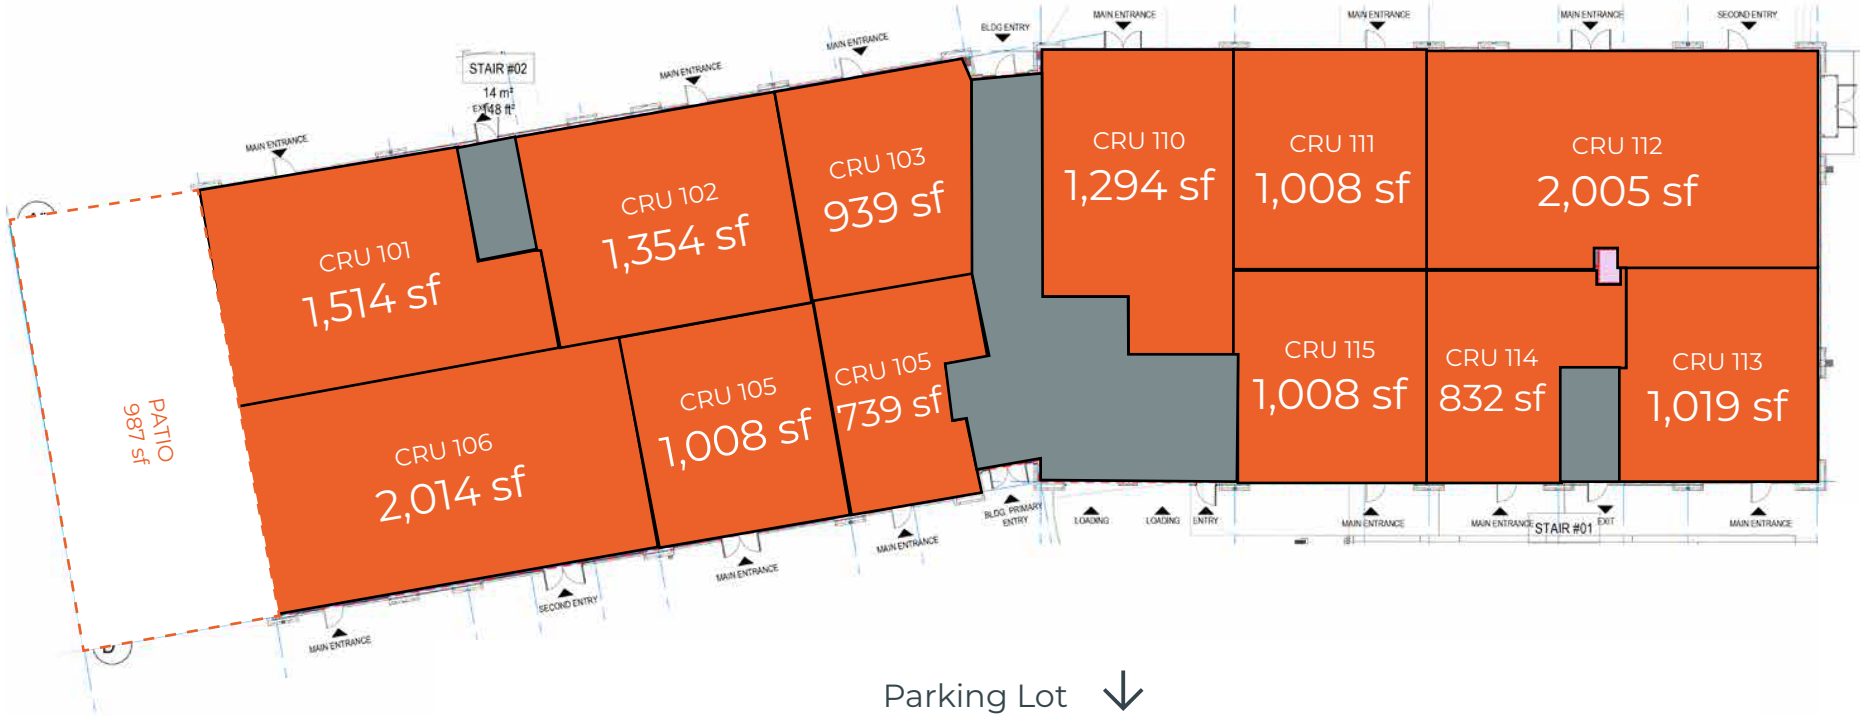 MAIN ENTRANCE
MAIN ENTRANCE
MAIN ENTRANCE
SECOND ENTRY
BLDG ENTRY
MAIN ENTRANCE
STAIR #02
14 m²
148 ft²
EXIT
MAIN ENTRANCE
MAIN ENTRANCE
CRU 101
1,514 sf
CRU 102
1,354 sf
CRU 103
939 sf
CRU 110
1,294 sf
CRU 111
1,008 sf
CRU 112
2,005 sf
PATIO
987 sf
CRU 106
2,014 sf
CRU 105
1,008 sf
CRU 105
739 sf
CRU 115
1,008 sf
CRU 114
832 sf
CRU 113
1,019 sf
MAIN ENTRANCE
SECOND ENTRY
MAIN ENTRANCE
MAIN ENTRANCE
BLDG. PRIMARY
ENTRY
LOADING
LOADING
ENTRY
MAIN ENTRANCE
MAIN ENTRANCE
EXIT
STAIR #01
MAIN ENTRANCE
Parking Lot